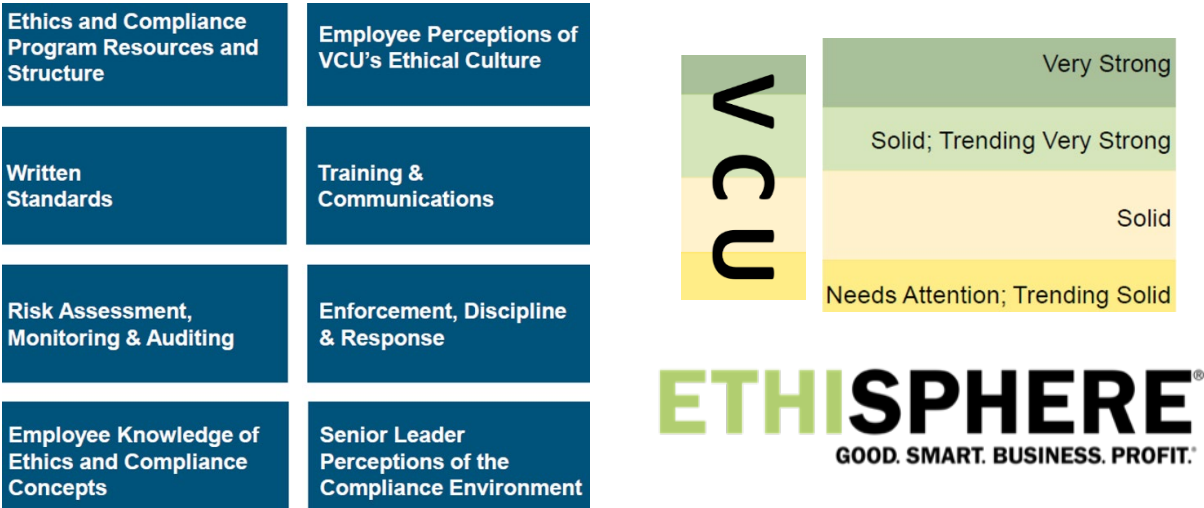 Ethics and Compliance
Program Resources and
Structure
Employee Perceptions of
VCU's Ethical Culture
Written
Standards
Training &
Communications
Risk Assessment,
Monitoring & Auditing
Enforcement, Discipline
& Response
Employee Knowledge of
Ethics and Compliance
Concepts
Senior Leader
Perceptions of the
Compliance Environment
VCU
Very Strong
Solid; Trending Very Strong
Solid
Needs Attention; Trending Solid
ETHISPHERE®
GOOD. SMART. BUSINESS. PROFIT.®